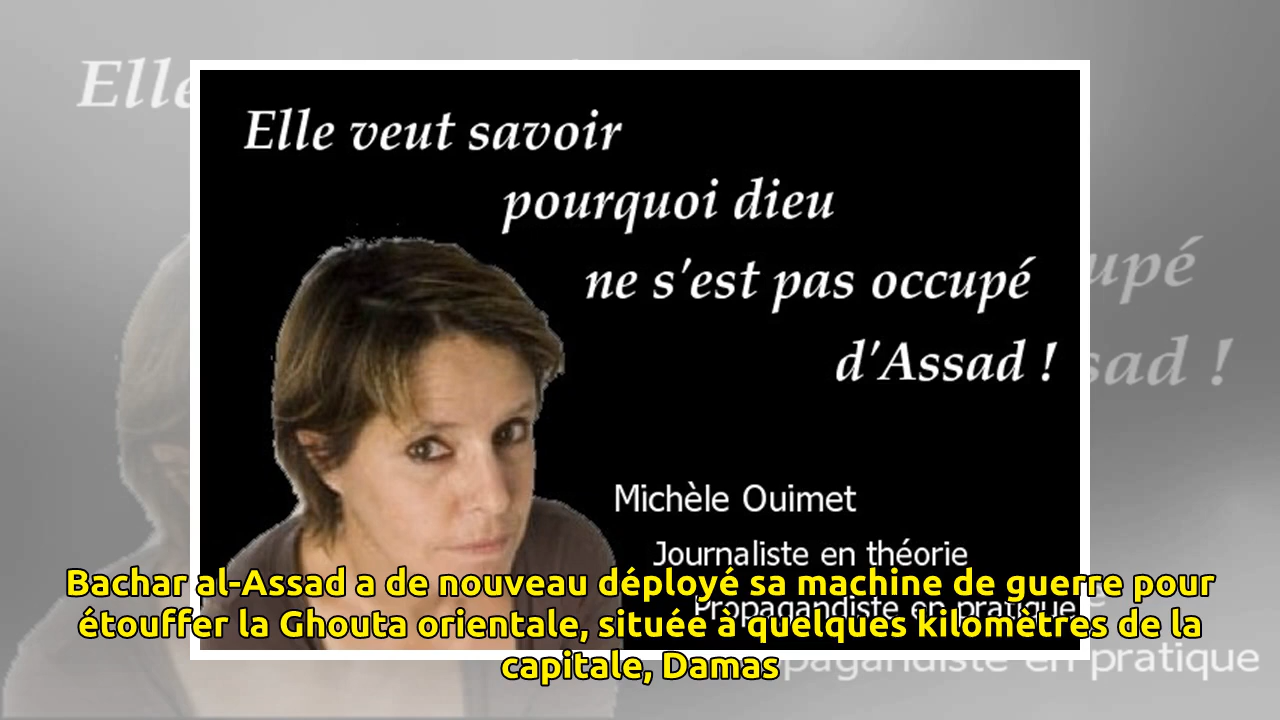 Elle veut savoir
pourquoi dieu
ne s'est pas occupé
d'Assad !
Michèle Ouimet
Journaliste en théorie
Propagandiste en pratique
Bachar al-Assad a de nouveau déployé sa machine de guerre pour
étouffer la Ghouta orientale, située à quelques kilomètres de la
capitale, Damas